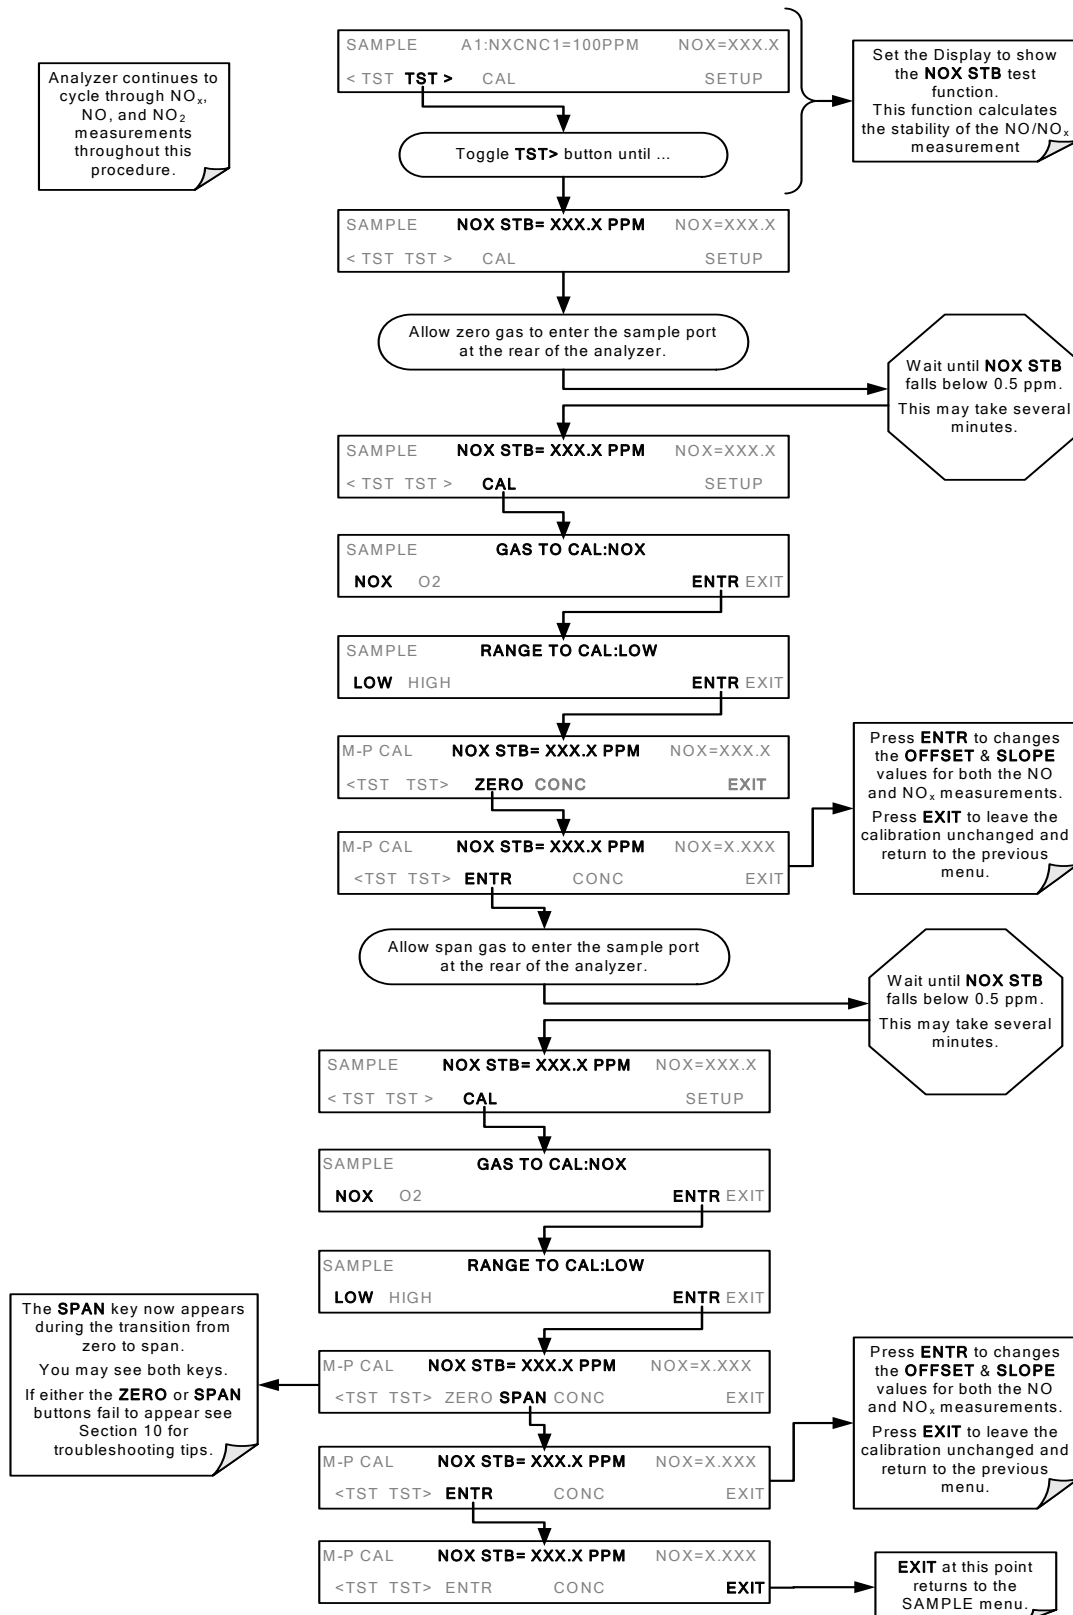 SAMPLE A1:NXCNC1=100PPM NOX=XXX.X
< TST TST > CAL SETUP
Analyzer continues to
cycle through NOx,
NO, and NO2
measurements
throughout this
procedure.
Set the Display to show
the NOX STB test
function.
This function calculates
the stability of the NO/NOx
measurement
Toggle TST> button until ...
SAMPLE NOX STB= XXX.X PPM NOX=XXX.X
< TST TST > CAL SETUP
Allow zero gas to enter the sample port
at the rear of the analyzer.
Wait until NOX STB
falls below 0.5 ppm.
This may take several
minutes.
SAMPLE NOX STB= XXX.X PPM NOX=XXX.X
< TST TST > CAL SETUP
SAMPLE GAS TO CAL:NOX
NOX O2 ENTR EXIT
SAMPLE RANGE TO CAL:LOW
LOW HIGH ENTR EXIT
M-P CAL NOX STB= XXX.X PPM NOX=XXX.X
<TST TST> ZERO CONC EXIT
M-P CAL NOX STB= XXX.X PPM NOX=X.XXX
<TST TST> ENTR CONC EXIT
Press ENTR to changes
the OFFSET & SLOPE
values for both the NO
and NOx measurements.
Press EXIT to leave the
calibration unchanged and
return to the previous
menu.
Allow span gas to enter the sample port
at the rear of the analyzer.
Wait until NOX STB
falls below 0.5 ppm.
This may take several
minutes.
SAMPLE NOX STB= XXX.X PPM NOX=XXX.X
< TST TST > CAL SETUP
SAMPLE GAS TO CAL:NOX
NOX O2 ENTR EXIT
SAMPLE RANGE TO CAL:LOW
LOW HIGH ENTR EXIT
The SPAN key now appears
during the transition from
zero to span.
You may see both keys.
If either the ZERO or SPAN
buttons fail to appear see
Section 10 for
troubleshooting tips.
M-P CAL NOX STB= XXX.X PPM NOX=X.XXX
<TST TST> ZERO SPAN CONC EXIT
M-P CAL NOX STB= XXX.X PPM NOX=X.XXX
<TST TST> ENTR CONC EXIT
Press ENTR to changes
the OFFSET & SLOPE
values for both the NO
and NOx measurements.
Press EXIT to leave the
calibration unchanged and
return to the previous
menu.
M-P CAL NOX STB= XXX.X PPM NOX=X.XXX
<TST TST> ENTR CONC EXIT
EXIT at this point
returns to the
SAMPLE menu.